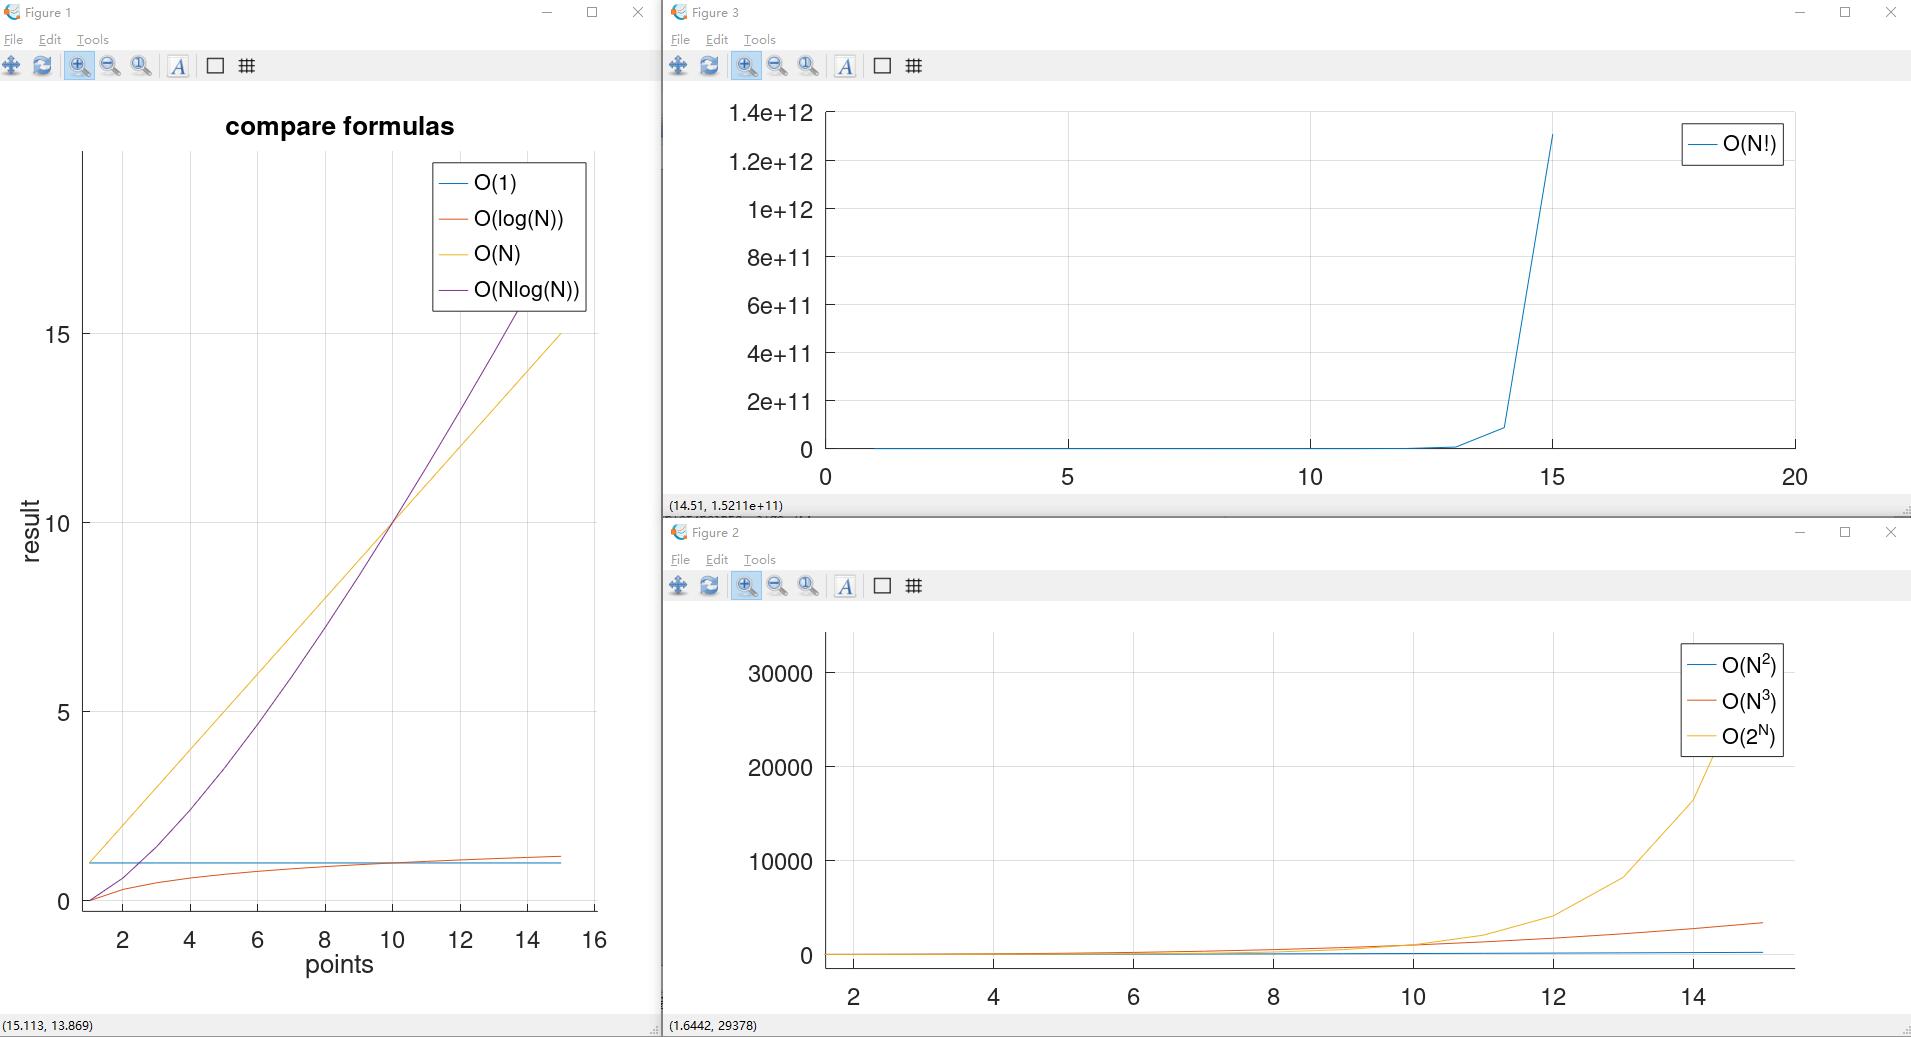 Figure 1
File Edit Tools
A
compare formulas
O(1)
O(log(N))
O(N)
O(Nlog(N))
15
10
5
0
result
2 4 6 8 10 12 14 16
points
(15.113, 13.869)
Figure 3
File Edit Tools
A
1.4e+12
1.2e+12
1e+12
8e+11
6e+11
4e+11
2e+11
0
O(N!)
0 5 10 15 20
(14.51, 1.5211e+11)
Figure 2
File Edit Tools
A
O(N²)
O(N³)
O(2ᴺ)
30000
20000
10000
0
2 4 6 8 10 12 14
(1.6442, 29378)